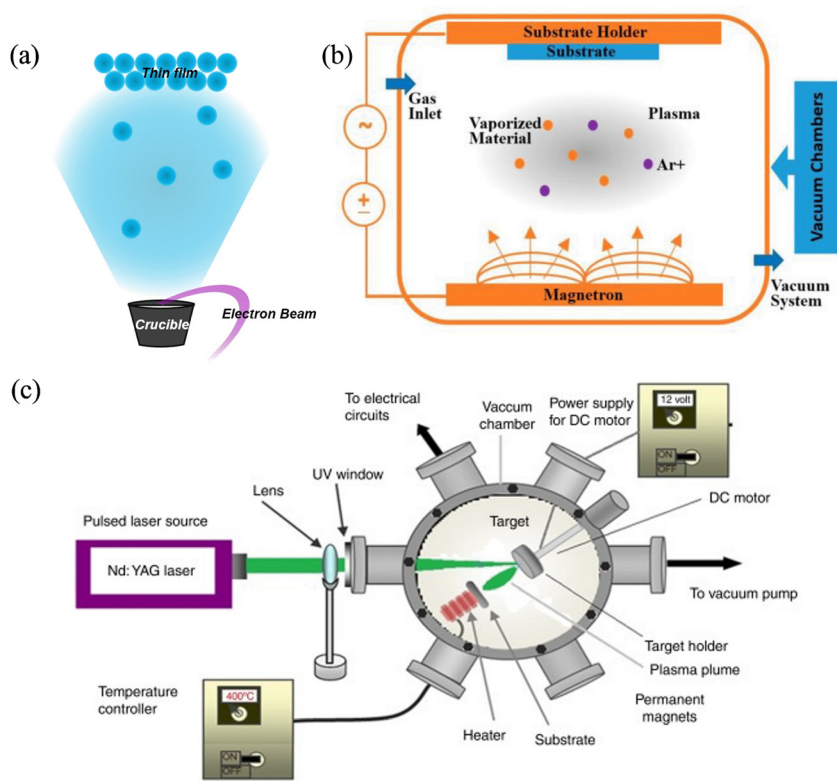 (a)
Thin film
Crucible
Electron Beam
(b)
Substrate Holder
Substrate
Gas
Inlet
Vaporized
Material
Plasma
Ar+
~
±
Magnetron
Vacuum Chambers
Vacuum
System
(c)
To electrical
circuits
Vaccum
chamber
Power supply
for DC motor
12 volt
ON
OFF
UV window
Lens
Pulsed laser source
Nd: YAG laser
Target
DC motor
To vacuum pump
Target holder
Plasma plume
Permanent
magnets
Temperature
controller
400°C
ON
OFF
Heater
Substrate